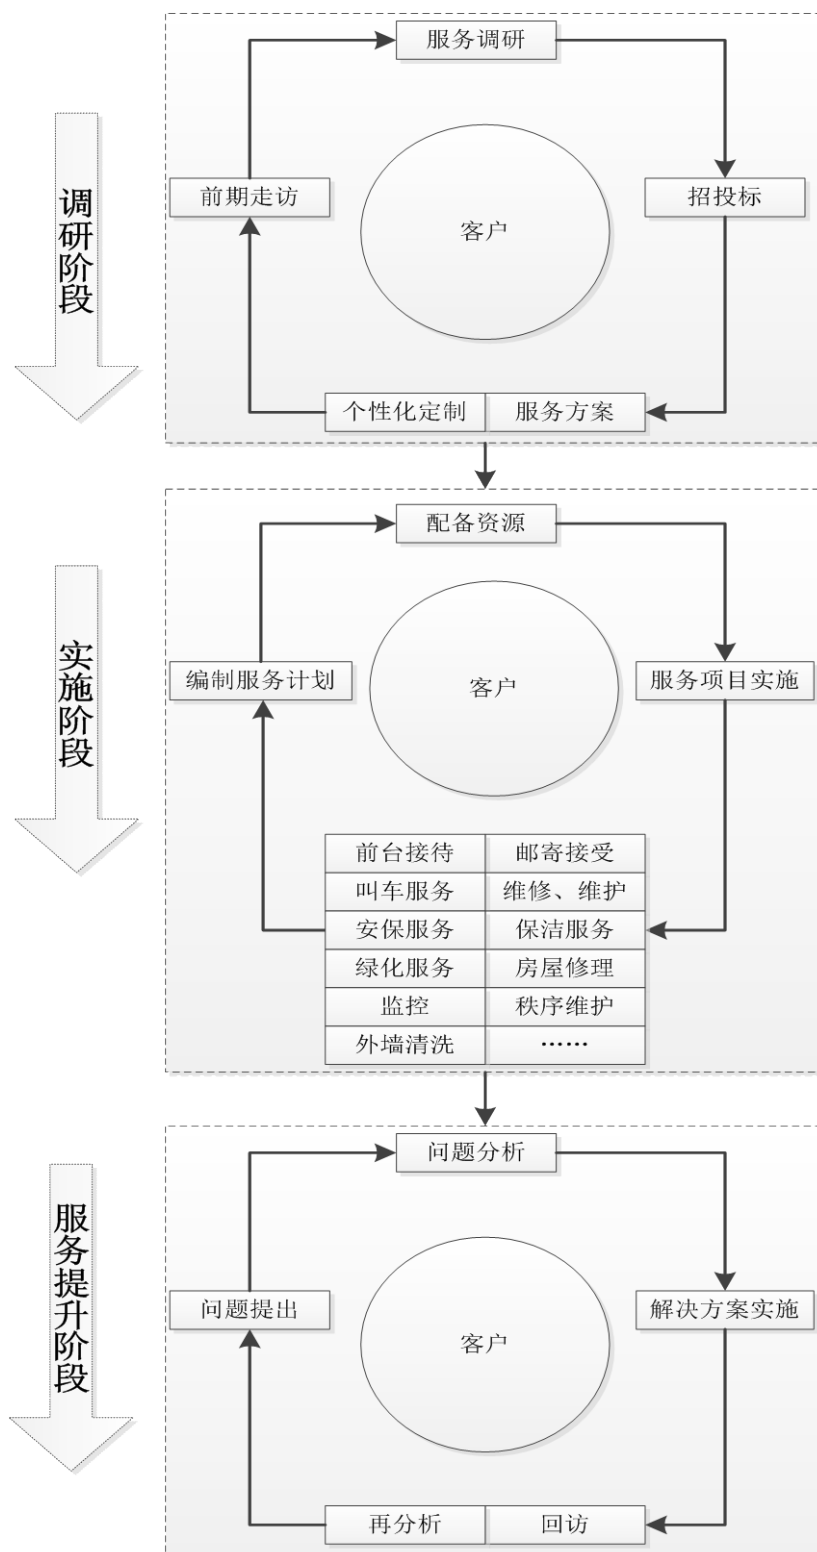 调研阶段
服务调研
前期走访
招投标
客户
个性化定制 服务方案
实施阶段
配备资源
编制服务计划
服务项目实施
客户
前台接待 邮寄接受
叫车服务 维修、维护
安保服务 保洁服务
绿化服务 房屋修理
监控 秩序维护
外墙清洗 ……
服务提升阶段
问题分析
问题提出
解决方案实施
客户
再分析 回访